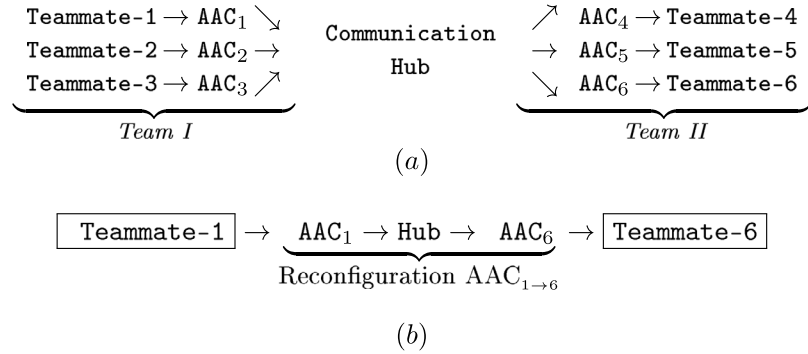 Teammate-1 → AAC₁ ↘ ↗ AAC₄ → Teammate-4
Communication
Teammate-2 → AAC₂ → → AAC₅ → Teammate-5
Hub
Teammate-3 → AAC₃ ↗ ↘ AAC₆ → Teammate-6
Team I Team II
(a)
Teammate-1 → AAC₁ → Hub → AAC₆ → Teammate-6
Reconfiguration AAC₁→₆
(b)